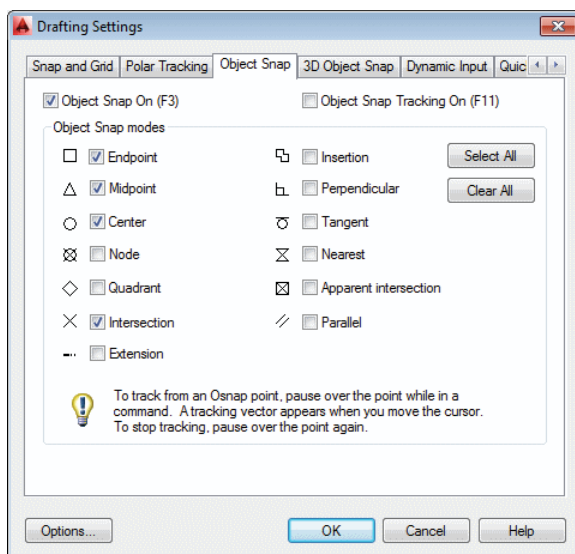 Drafting Settings
Snap and Grid Polar Tracking Object Snap 3D Object Snap Dynamic Input Quic
Object Snap On (F3) Object Snap Tracking On (F11)
Object Snap modes
Endpoint Insertion Select All
Midpoint Perpendicular Clear All
Center Tangent
Node Nearest
Quadrant Apparent intersection
Intersection Parallel
Extension
To track from an Osnap point, pause over the point while in a
command. A tracking vector appears when you move the cursor.
To stop tracking, pause over the point again.
Options... OK Cancel Help